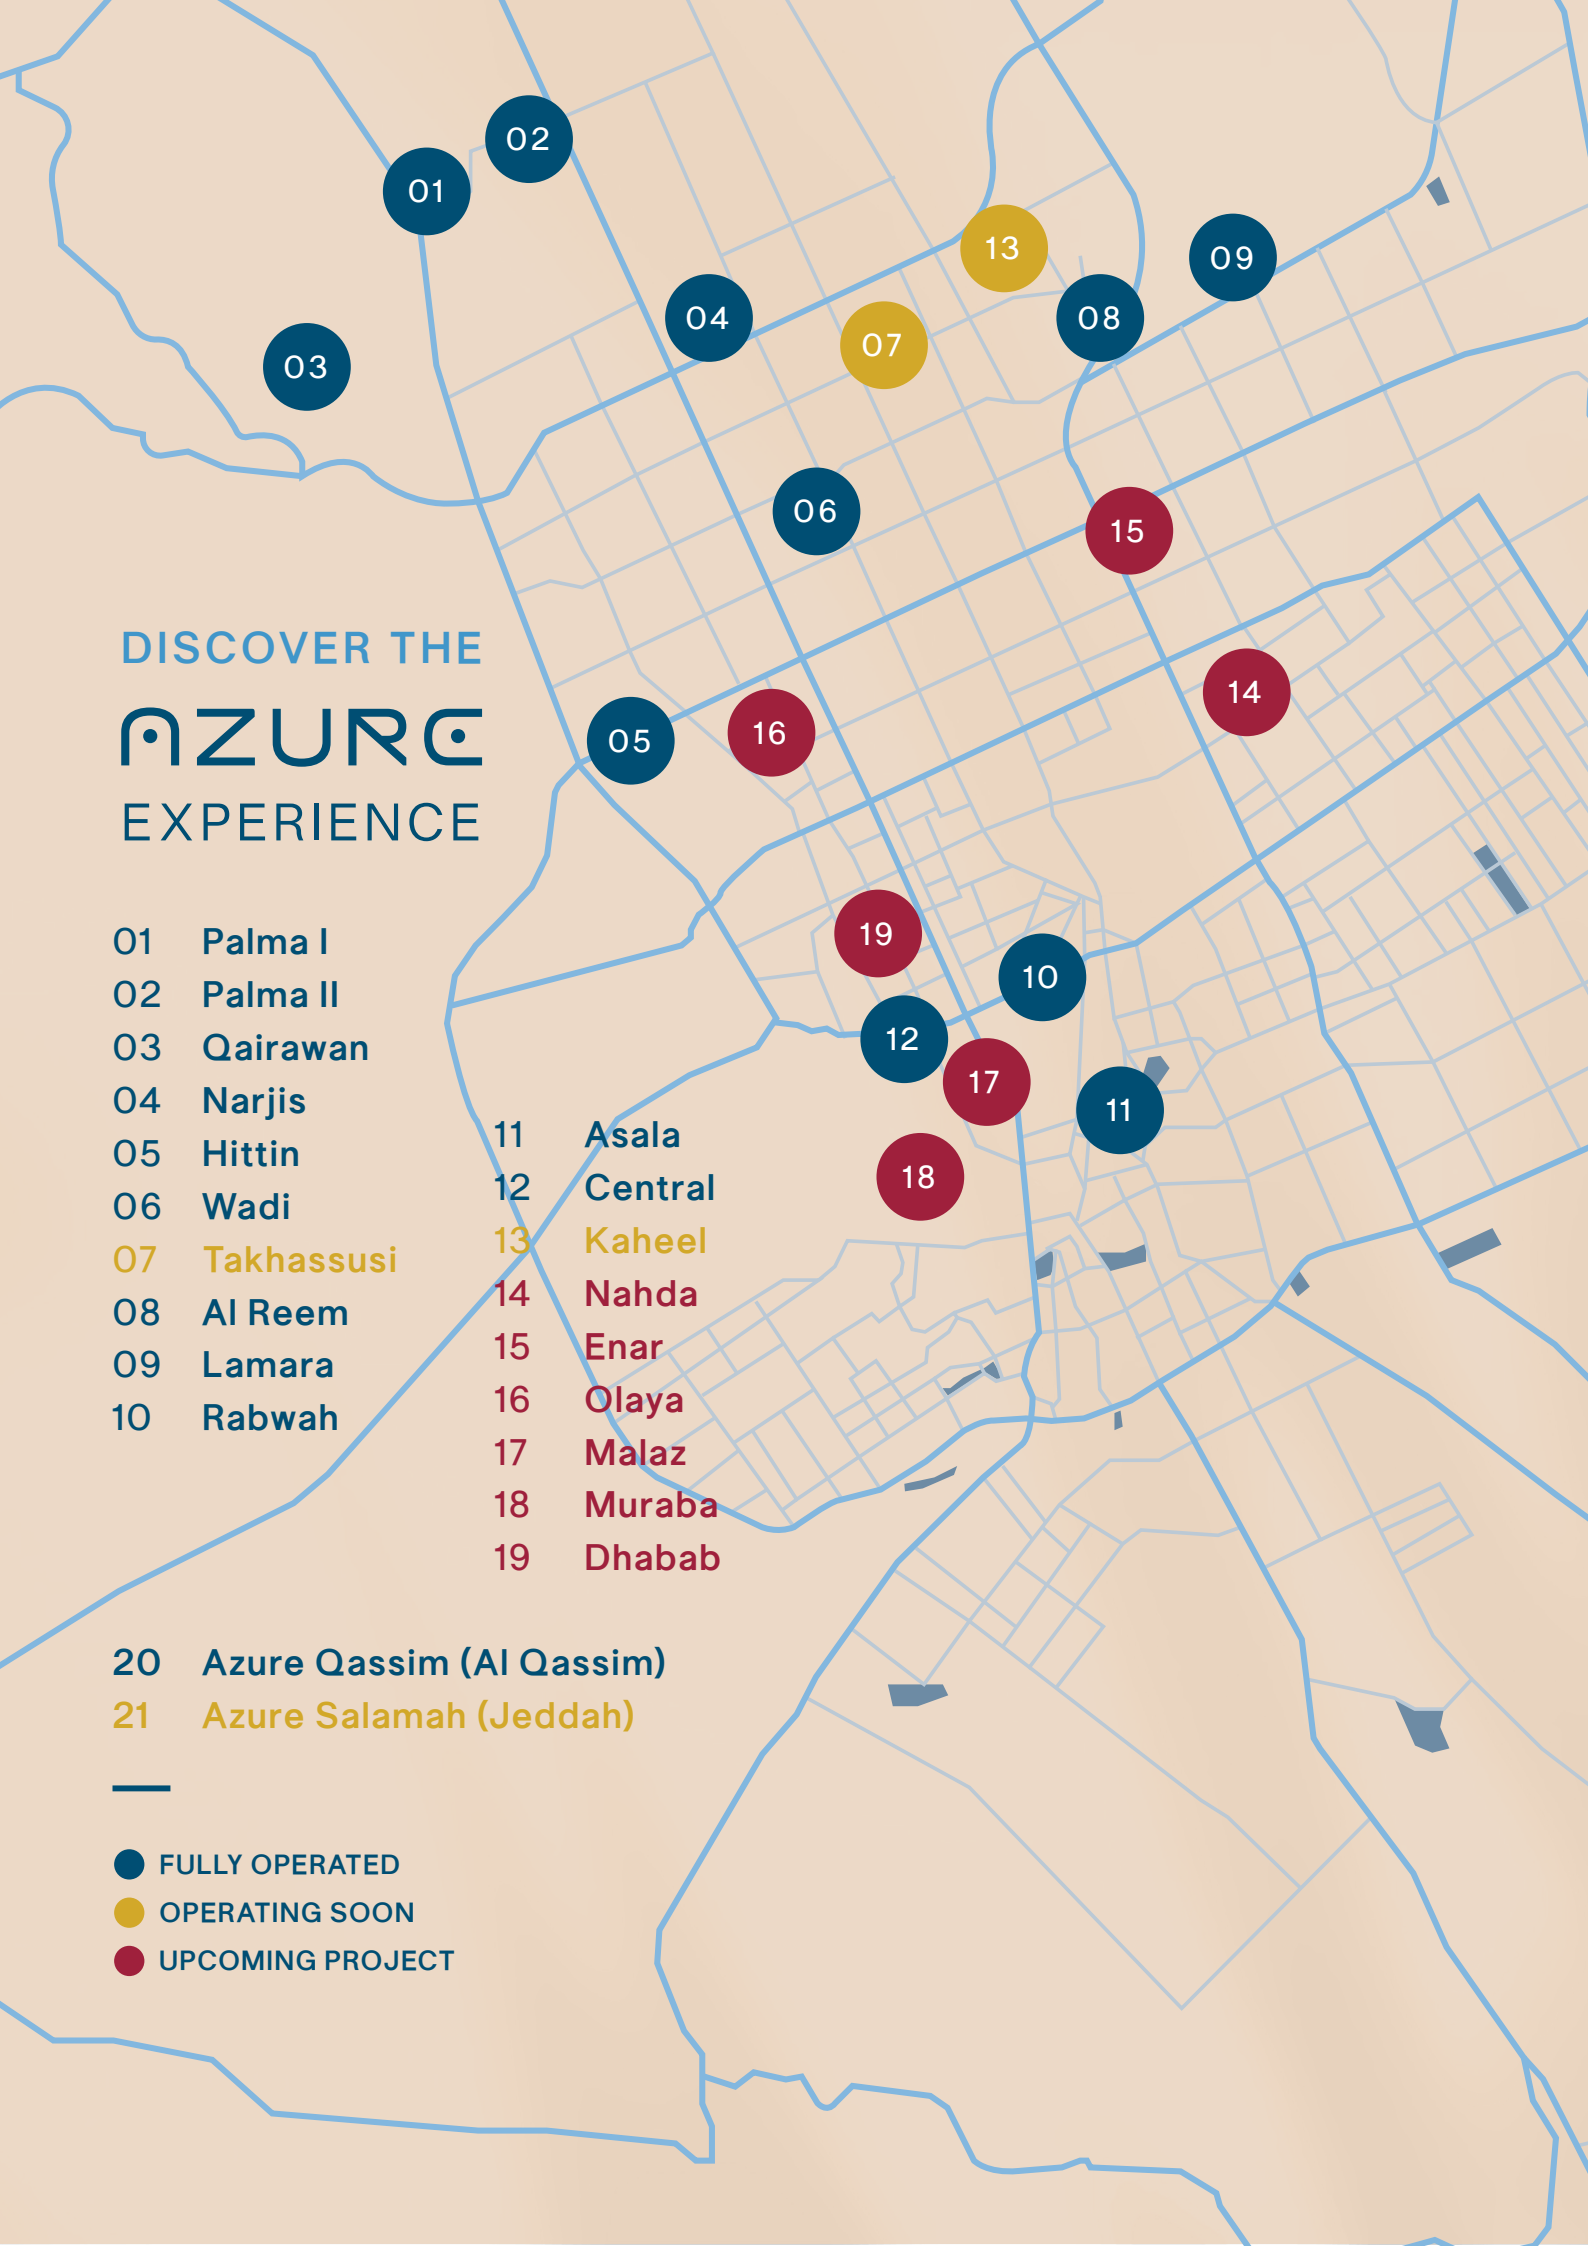 02
01
13
09
04
08
07
03
06
15
DISCOVER THE
AZURE
EXPERIENCE
14
16
05
19
10
12
17
11
18
01 Palma I
02 Palma II
03 Qairawan
04 Narjis
05 Hittin
06 Wadi
07 Takhassusi
08 Al Reem
09 Lamara
10 Rabwah
11 Asala
12 Central
13 Kaheel
14 Nahda
15 Enar
16 Olaya
17 Malaz
18 Muraba
19 Dhabab
20 Azure Qassim (Al Qassim)
21 Azure Salamah (Jeddah)
FULLY OPERATED
OPERATING SOON
UPCOMING PROJECT